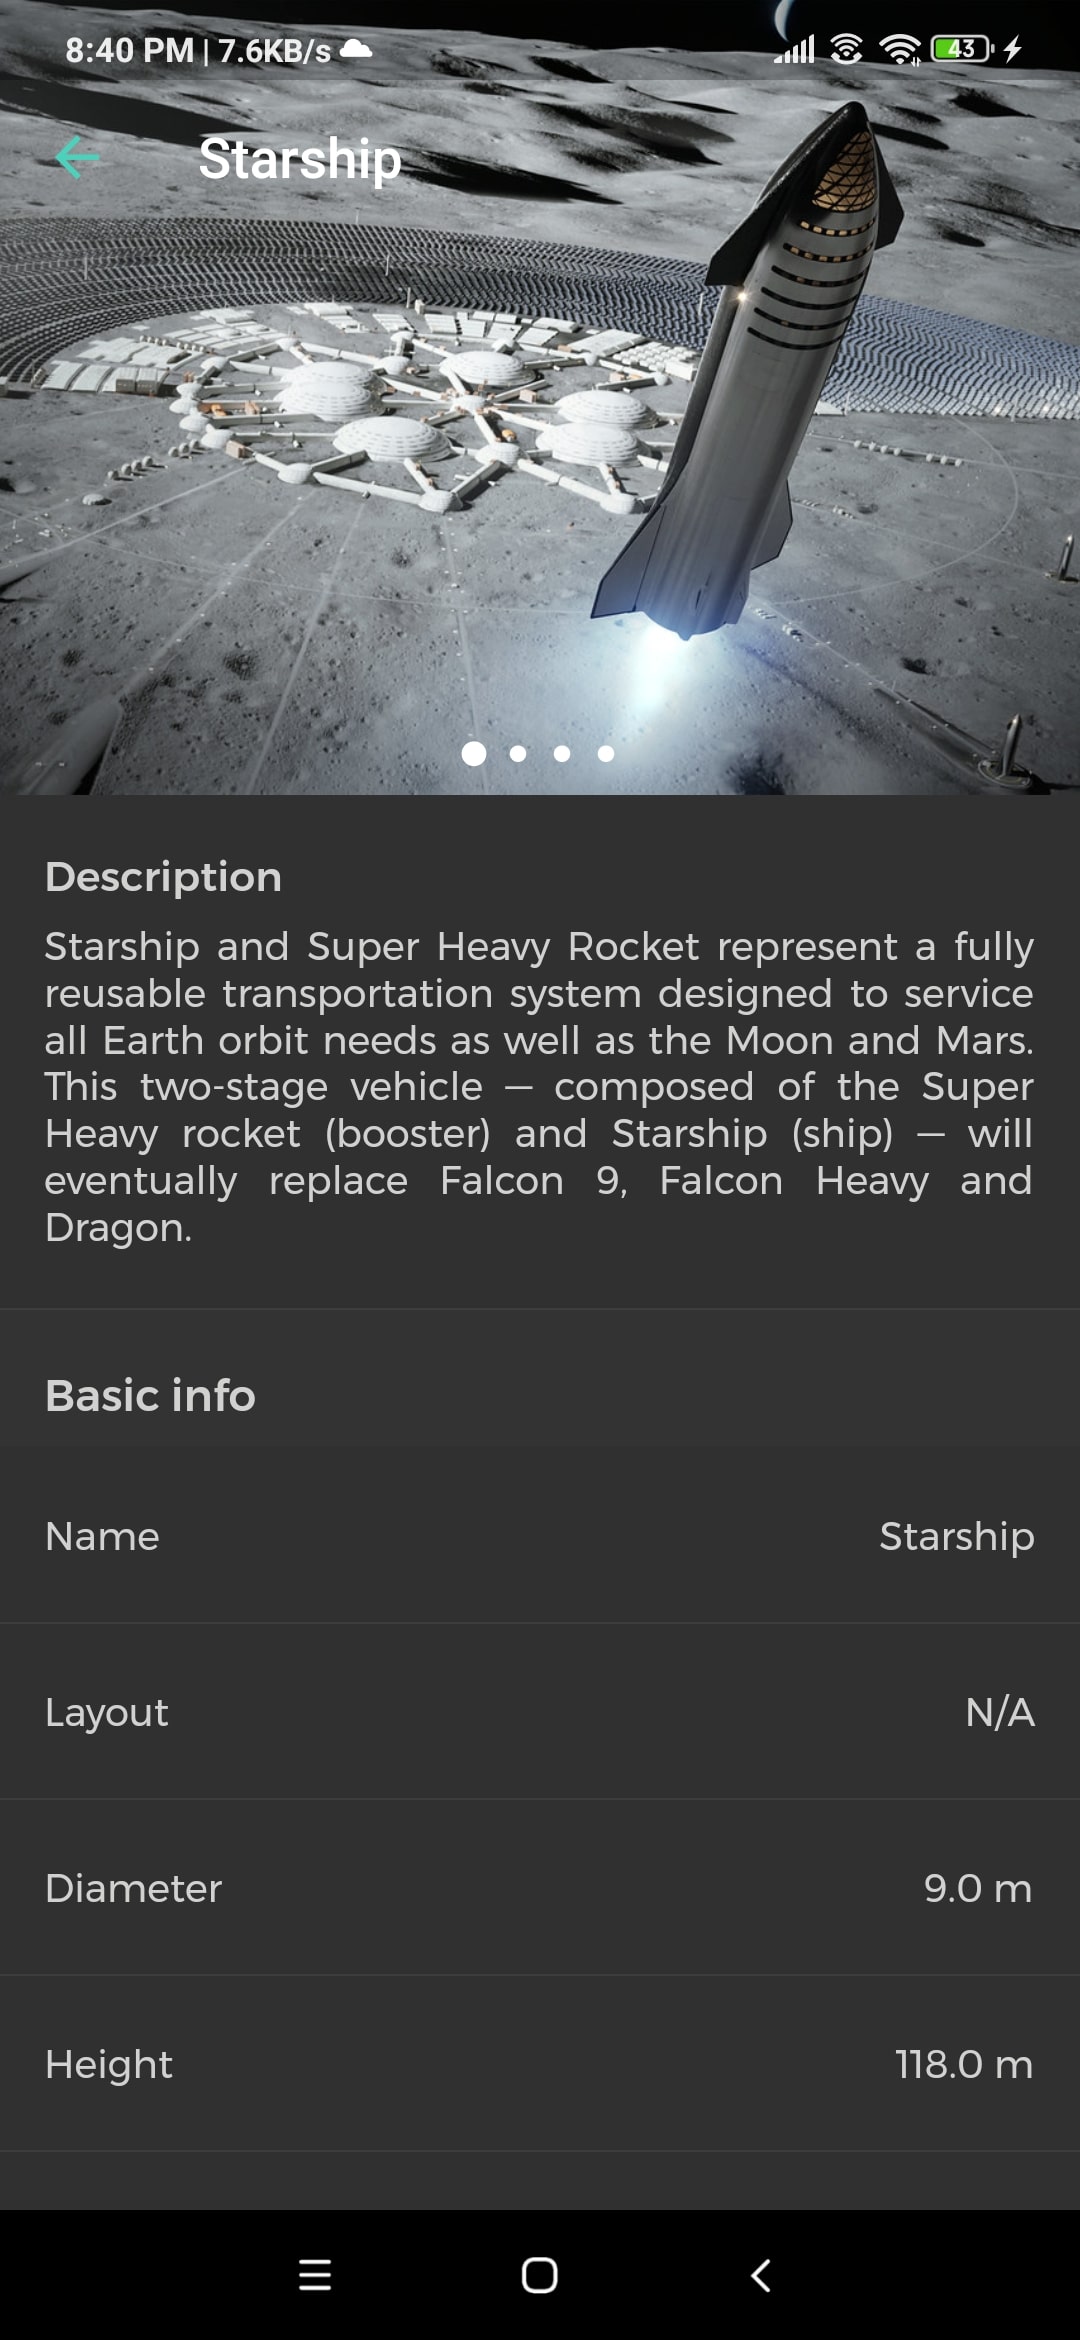 8:40 PM | 7.6KB/s
43
Starship
Description
Starship and Super Heavy Rocket represent a fully
reusable transportation system designed to service
all Earth orbit needs as well as the Moon and Mars.
This two-stage vehicle — composed of the Super
Heavy rocket (booster) and Starship (ship) — will
eventually replace Falcon 9, Falcon Heavy and
Dragon.
Basic info
Name Starship
Layout N/A
Diameter 9.0 m
Height 118.0 m